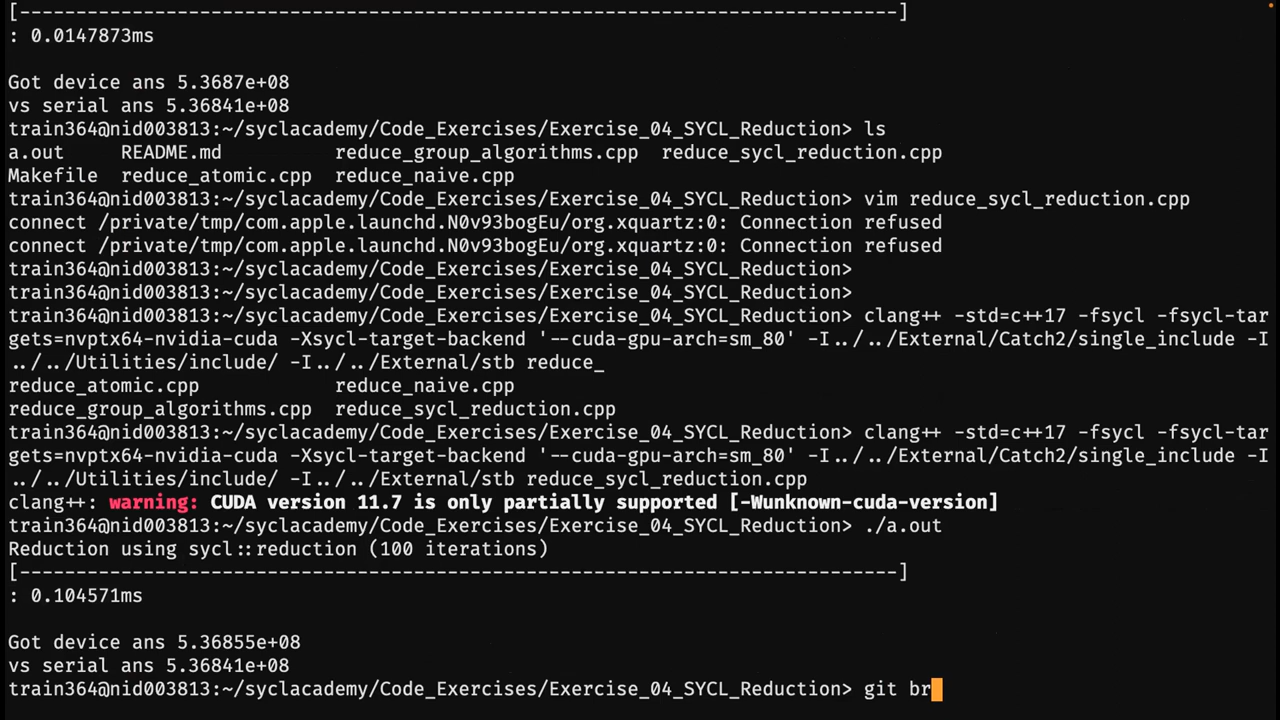 [------------------------------------------------------------------------------]
: 0.0147873ms
Got device ans 5.3687e+08
vs serial ans 5.36841e+08
train364@nid003813:~/syclacademy/Code_Exercises/Exercise_04_SYCL_Reduction> ls
a.out     README.md          reduce_group_algorithms.cpp  reduce_sycl_reduction.cpp
Makefile  reduce_atomic.cpp  reduce_naive.cpp
train364@nid003813:~/syclacademy/Code_Exercises/Exercise_04_SYCL_Reduction> vim reduce_sycl_reduction.cpp
connect /private/tmp/com.apple.launchd.N0v93bogEu/org.xquartz:0: Connection refused
connect /private/tmp/com.apple.launchd.N0v93bogEu/org.xquartz:0: Connection refused
train364@nid003813:~/syclacademy/Code_Exercises/Exercise_04_SYCL_Reduction>
train364@nid003813:~/syclacademy/Code_Exercises/Exercise_04_SYCL_Reduction>
train364@nid003813:~/syclacademy/Code_Exercises/Exercise_04_SYCL_Reduction> clang++ -std=c++17 -fsycl -fsycl-tar
gets=nvptx64-nvidia-cuda -Xsycl-target-backend '--cuda-gpu-arch=sm_80' -I../../External/Catch2/single_include -I
../../Utilities/include/ -I../../External/stb reduce_
reduce_atomic.cpp            reduce_naive.cpp
reduce_group_algorithms.cpp  reduce_sycl_reduction.cpp
train364@nid003813:~/syclacademy/Code_Exercises/Exercise_04_SYCL_Reduction> clang++ -std=c++17 -fsycl -fsycl-tar
gets=nvptx64-nvidia-cuda -Xsycl-target-backend '--cuda-gpu-arch=sm_80' -I../../External/Catch2/single_include -I
../../Utilities/include/ -I../../External/stb reduce_sycl_reduction.cpp
clang++: warning: CUDA version 11.7 is only partially supported [-Wunknown-cuda-version]
train364@nid003813:~/syclacademy/Code_Exercises/Exercise_04_SYCL_Reduction> ./a.out
Reduction using sycl::reduction (100 iterations)
[------------------------------------------------------------------------------]
: 0.104571ms
Got device ans 5.36855e+08
vs serial ans 5.36841e+08
train364@nid003813:~/syclacademy/Code_Exercises/Exercise_04_SYCL_Reduction> git br